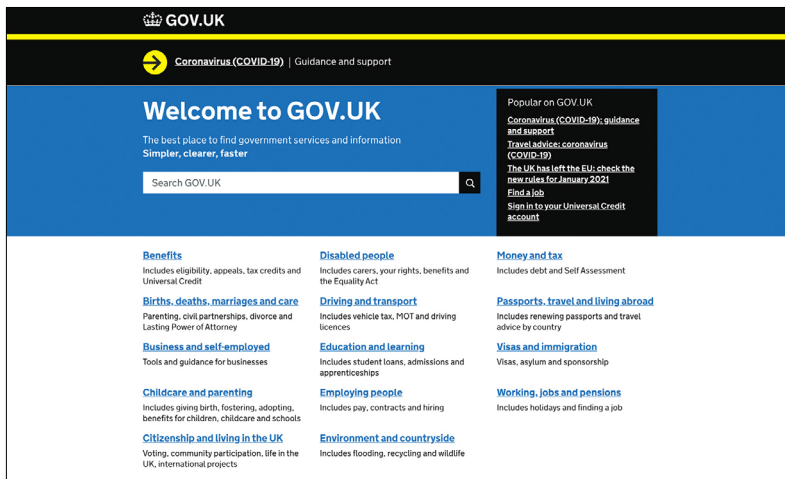 GOV.UK
Coronavirus (COVID-19) | Guidance and support
Welcome to GOV.UK
The best place to find government services and information
Simpler, clearer, faster
Search GOV.UK
Popular on GOV.UK
Coronavirus (COVID-19): guidance
and support
Travel advice: coronavirus
(COVID-19)
The UK has left the EU: check the
new rules for January 2021
Find a job
Sign in to your Universal Credit
account
Benefits
Includes eligibility, appeals, tax credits and
Universal Credit
Births, deaths, marriages and care
Parenting, civil partnerships, divorce and
Lasting Power of Attorney
Business and self-employed
Tools and guidance for businesses
Childcare and parenting
Includes giving birth, fostering, adopting,
benefits for children, childcare and schools
Citizenship and living in the UK
Voting, community participation, life in the
UK, international projects
Disabled people
Includes carers, your rights, benefits and
the Equality Act
Driving and transport
Includes vehicle tax, MOT and driving
licences
Education and learning
Includes student loans, admissions and
apprenticeships
Employing people
Includes pay, contracts and hiring
Environment and countryside
Includes flooding, recycling and wildlife
Money and tax
Includes debt and Self Assessment
Passports, travel and living abroad
Includes renewing passports and travel
advice by country
Visas and immigration
Visas, asylum and sponsorship
Working, jobs and pensions
Includes holidays and finding a job